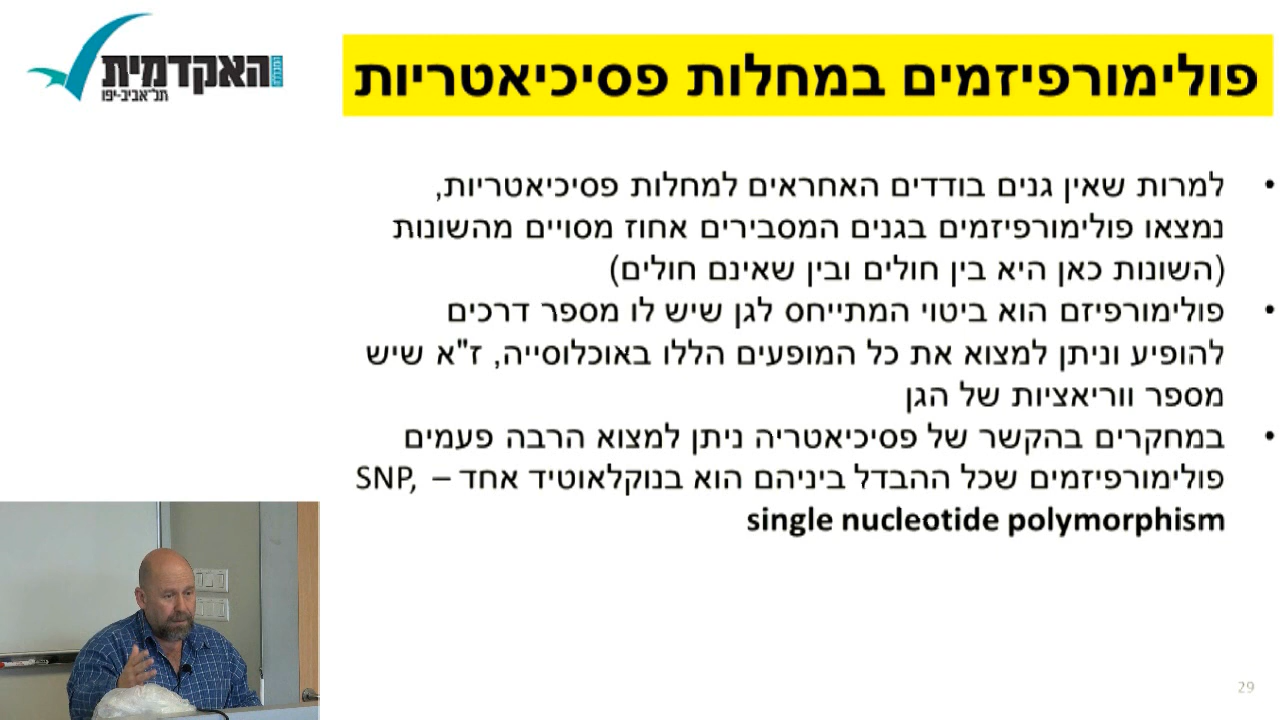 האקדמית
תל־אביב-יפו
פולימורפיזמים במחלות פסיכיאטריות
• למרות שאין גנים בודדים האחראים למחלות פסיכיאטריות,
נמצאו פולימורפיזמים בגנים המסבירים אחוז מסויים מהשונות
(השונות כאן היא בין חולים ובין שאינם חולים)
• פולימורפיזם הוא ביטוי המתייחס לגן שיש לו מספר דרכים
להופיע וניתן למצוא את כל המופעים הללו באוכלוסייה, ז"א שיש
מספר ווריאציות של הגן
• במחקרים בהקשר של פסיכיאטריה ניתן למצוא הרבה פעמים
פולימורפיזמים שכל ההבדל ביניהם הוא בנוקלאוטיד אחד – SNP,
single nucleotide polymorphism
29